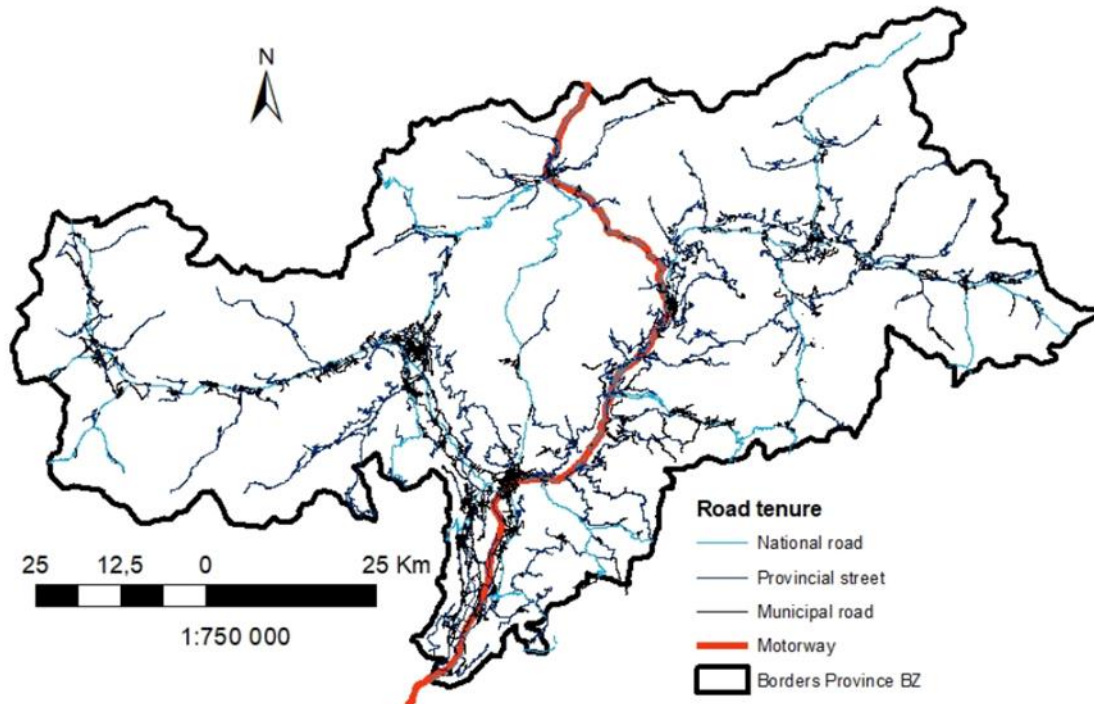 N
Road tenure
National road
Provincial street
Municipal road
Motorway
Borders Province BZ
25 12,5 0 25 Km
1:750 000